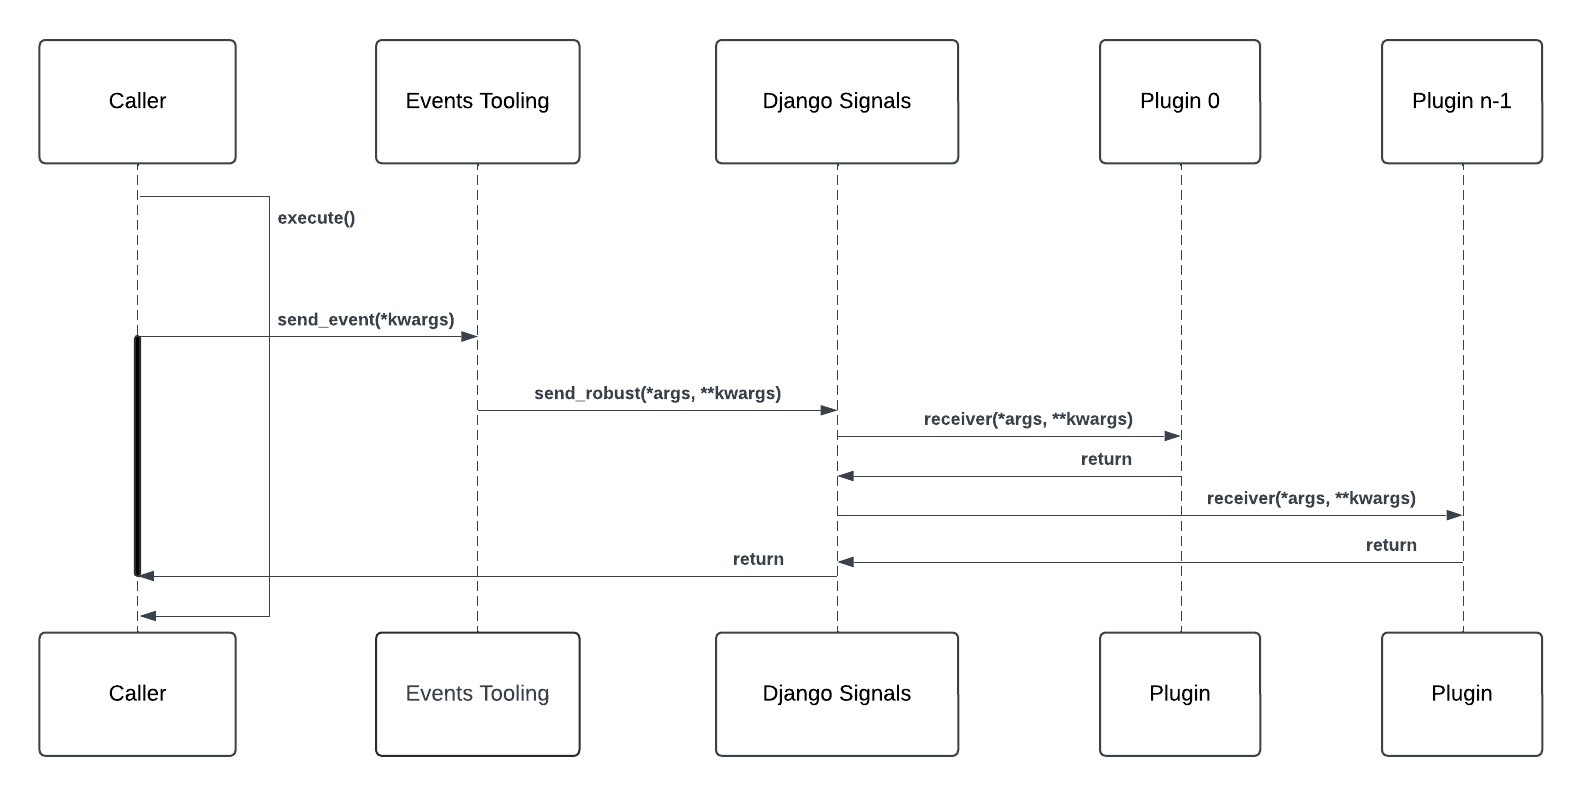 Caller
Events Tooling
Django Signals
Plugin 0
Plugin n-1
execute()
send_event(*kwargs)
send_robust(*args, **kwargs)
receiver(*args, **kwargs)
return
receiver(*args, **kwargs)
return
return
Caller
Events Tooling
Django Signals
Plugin
Plugin